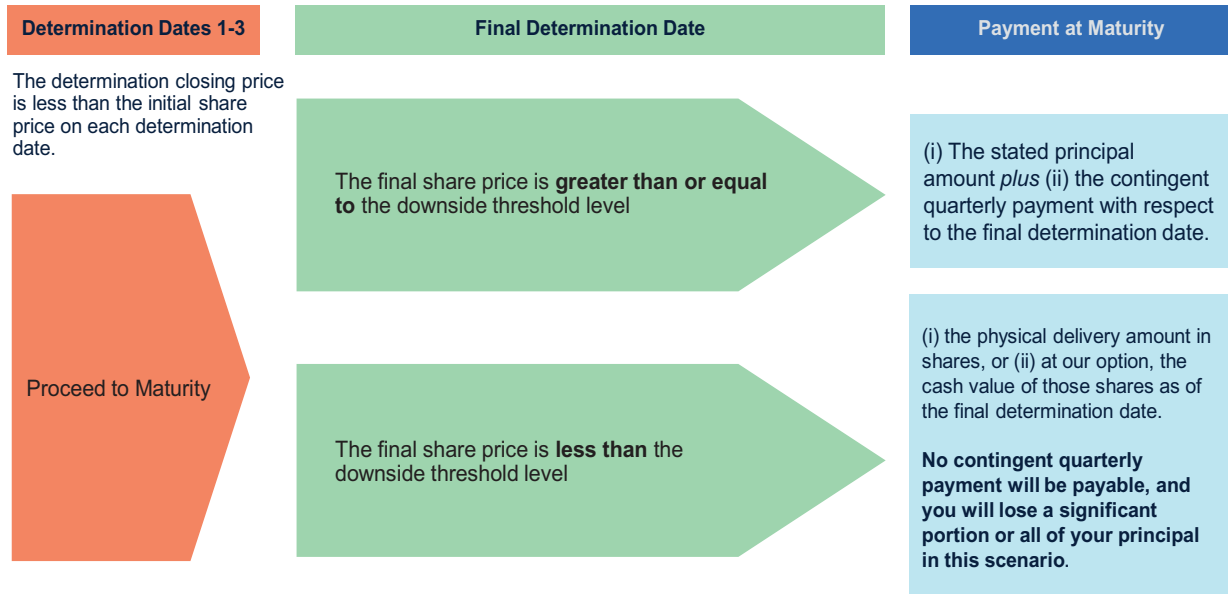 Determination Dates 1-3
Final Determination Date
Payment at Maturity
The determination closing price
is less than the initial share
price on each determination
date.
Proceed to Maturity
The final share price is greater than or equal
to the downside threshold level
(i) The stated principal
amount plus (ii) the contingent
quarterly payment with respect
to the final determination date.
The final share price is less than the
downside threshold level
(i) the physical delivery amount in
shares, or (ii) at our option, the
cash value of those shares as of
the final determination date.
No contingent quarterly
payment will be payable, and
you will lose a significant
portion or all of your principal
in this scenario.